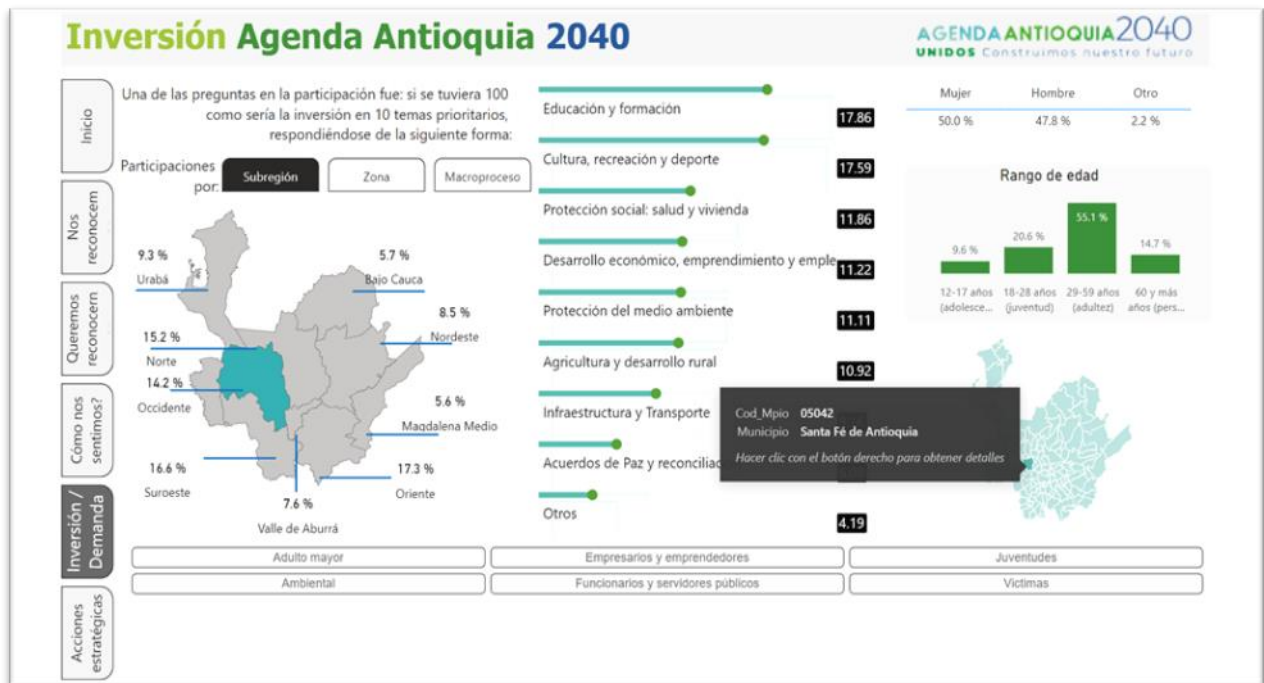 Inversión Agenda Antioquia 2040
AGENDA ANTIOQUIA 2040
UNIDOS Construimos nuestro futuro
Inicio
Nos
reconocem
Queremos
reconocern
Cómo nos
sentimos?
Inversión /
Demanda
Acciones
estratégicas
Una de las preguntas en la participación fue: si se tuviera 100
como sería la inversión en 10 temas prioritarios,
respondiéndose de la siguiente forma:
Participaciones
por:
Subregión
Zona
Macroproceso
9.3 %
Urabá
5.7 %
Bajo Cauca
8.5 %
Nordeste
15.2 %
Norte
14.2 %
Occidente
5.6 %
Magdalena Medio
16.6 %
Suroeste
17.3 %
Oriente
7.6 %
Valle de Aburrá
Educación y formación
17.86
Cultura, recreación y deporte
17.59
Protección social: salud y vivienda
11.86
Desarrollo económico, emprendimiento y emple
11.22
Protección del medio ambiente
11.11
Agricultura y desarrollo rural
10.92
Infraestructura y Transporte
Acuerdos de Paz y reconciliac
Otros
4.19
Mujer Hombre Otro
50.0 % 47.8 % 2.2 %
Rango de edad
9.6 %
20.6 %
55.1 %
14.7 %
12-17 años
(adolesce...
18-28 años
(juventud)
29-59 años
(adultez)
60 y más
años (pers...
Cod_Mpio 05042
Municipio Santa Fé de Antioquia
Hacer clic con el botón derecho para obtener detalles
Adulto mayor
Empresarios y emprendedores
Juventudes
Ambiental
Funcionarios y servidores públicos
Victimas